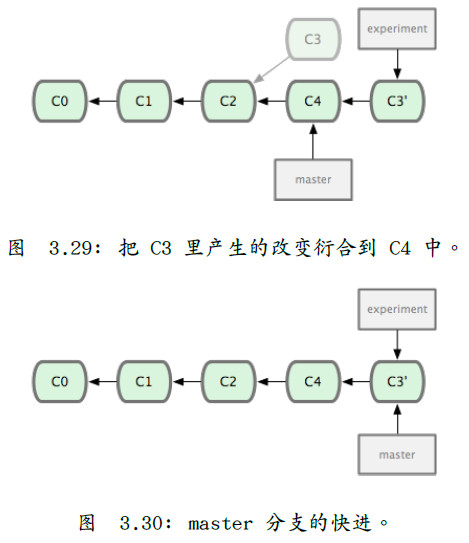 C3
experiment
C0 C1 C2 C4 C3'
master
图 3.29: 把 C3 里产生的改变衍合到 C4 中。
experiment
C0 C1 C2 C4 C3'
master
图 3.30: master 分支的快进。